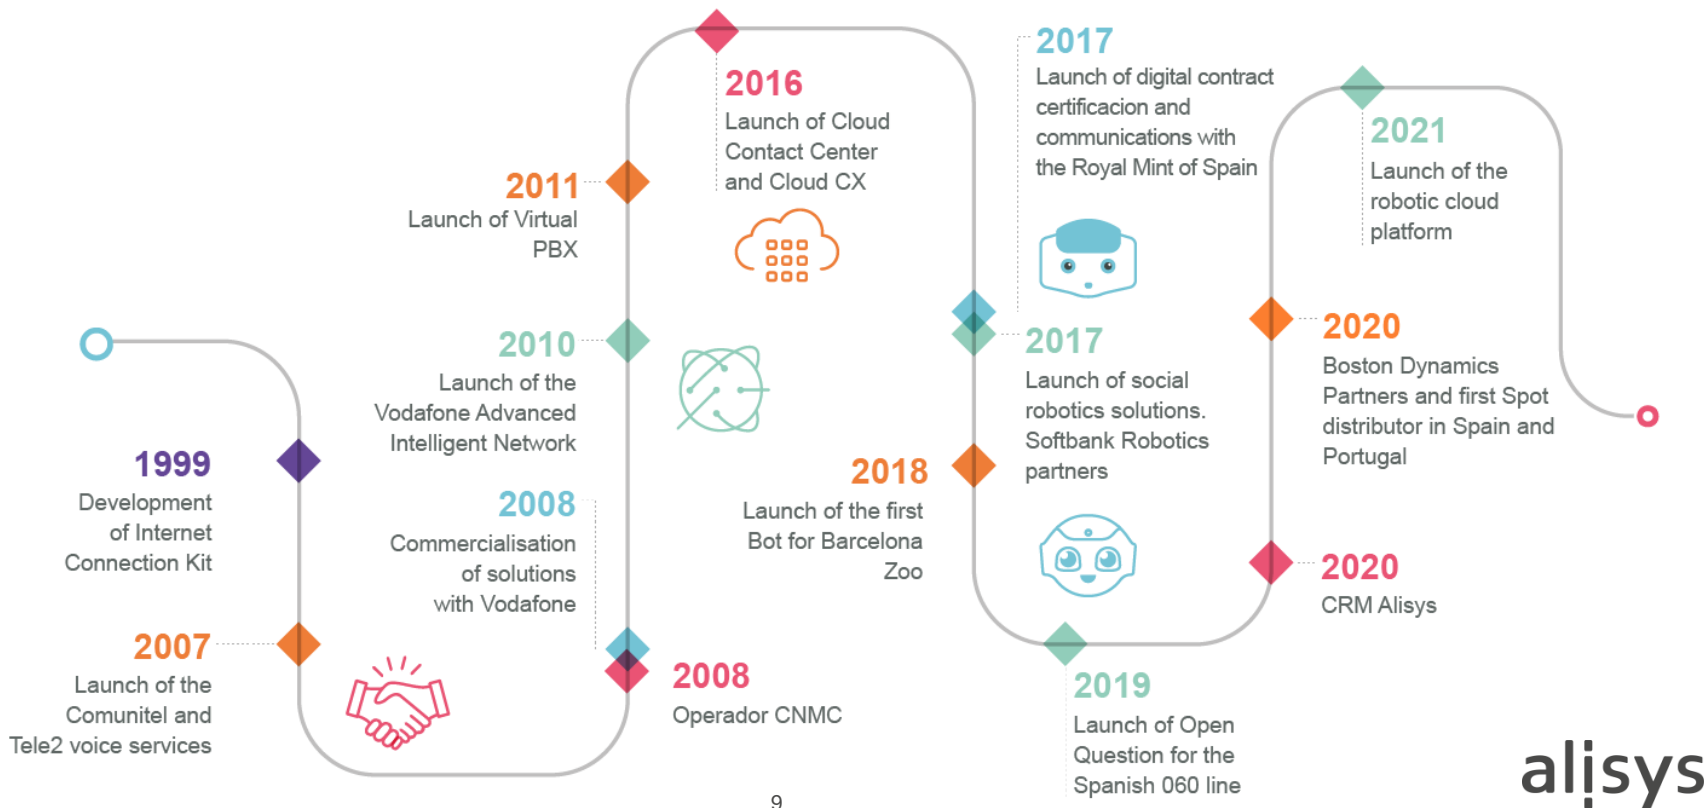 1999
Development
of Internet
Connection Kit
2007
Launch of the
Comunitel and
Tele2 voice services
2008
Commercialisation
of solutions
with Vodafone
2008
Operador CNMC
2010
Launch of the
Vodafone Advanced
Intelligent Network
2011
Launch of Virtual
PBX
2016
Launch of Cloud
Contact Center
and Cloud CX
2017
Launch of digital contract
certificacion and
communications with
the Royal Mint of Spain
2017
Launch of social
robotics solutions.
Softbank Robotics
partners
2018
Launch of the first
Bot for Barcelona
Zoo
2019
Launch of Open
Question for the
Spanish 060 line
2020
CRM Alisys
2020
Boston Dynamics
Partners and first Spot
distributor in Spain and
Portugal
2021
Launch of the
robotic cloud
platform
9
alisys